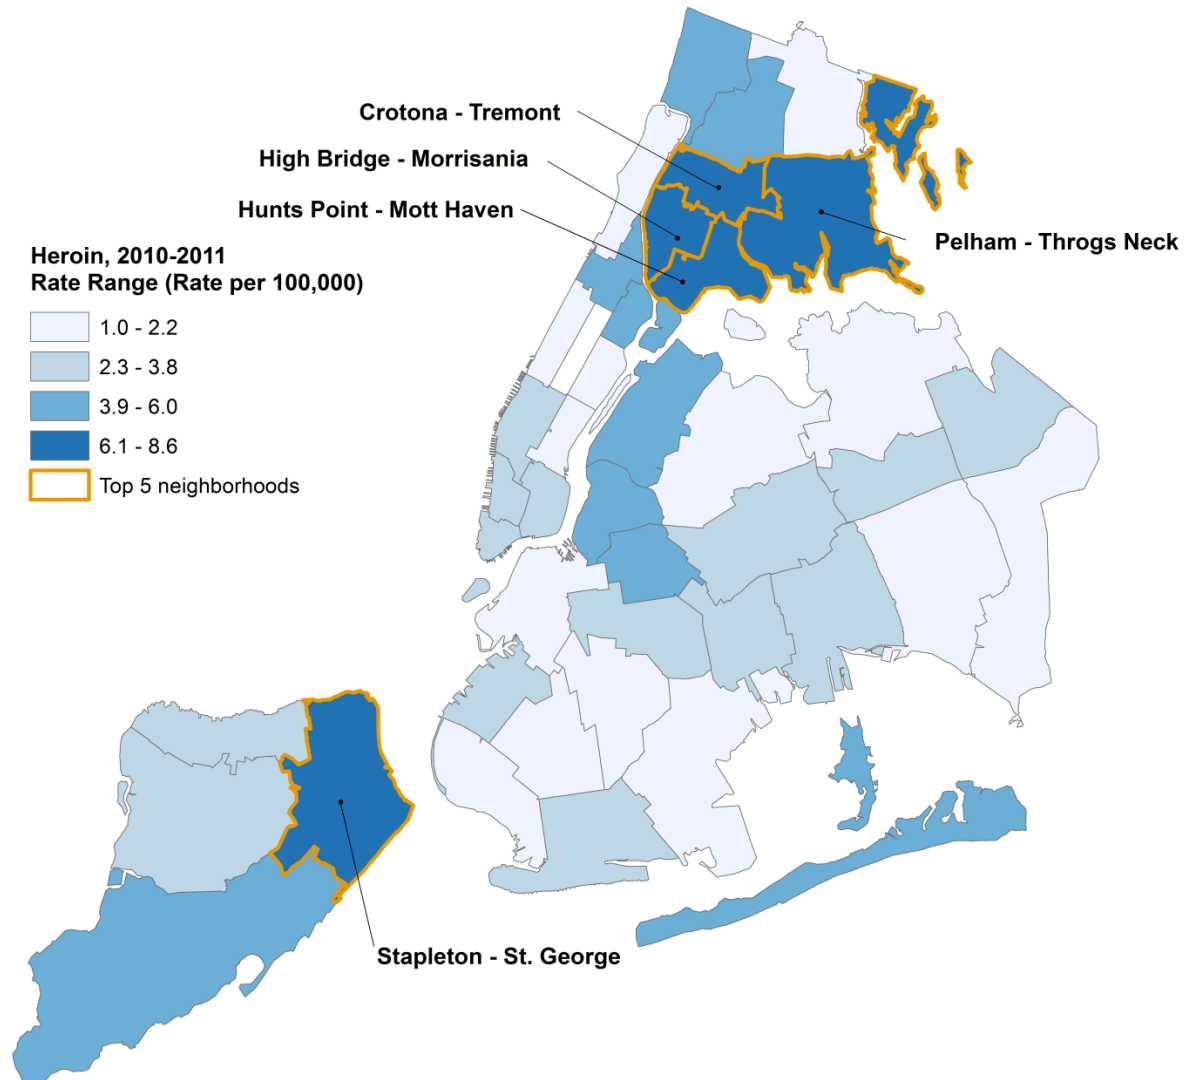 Crotona - Tremont
High Bridge - Morrisania
Hunts Point - Mott Haven
Pelham - Throgs Neck
Heroin, 2010-2011
Rate Range (Rate per 100,000)
1.0 - 2.2
2.3 - 3.8
3.9 - 6.0
6.1 - 8.6
Top 5 neighborhoods
Stapleton - St. George